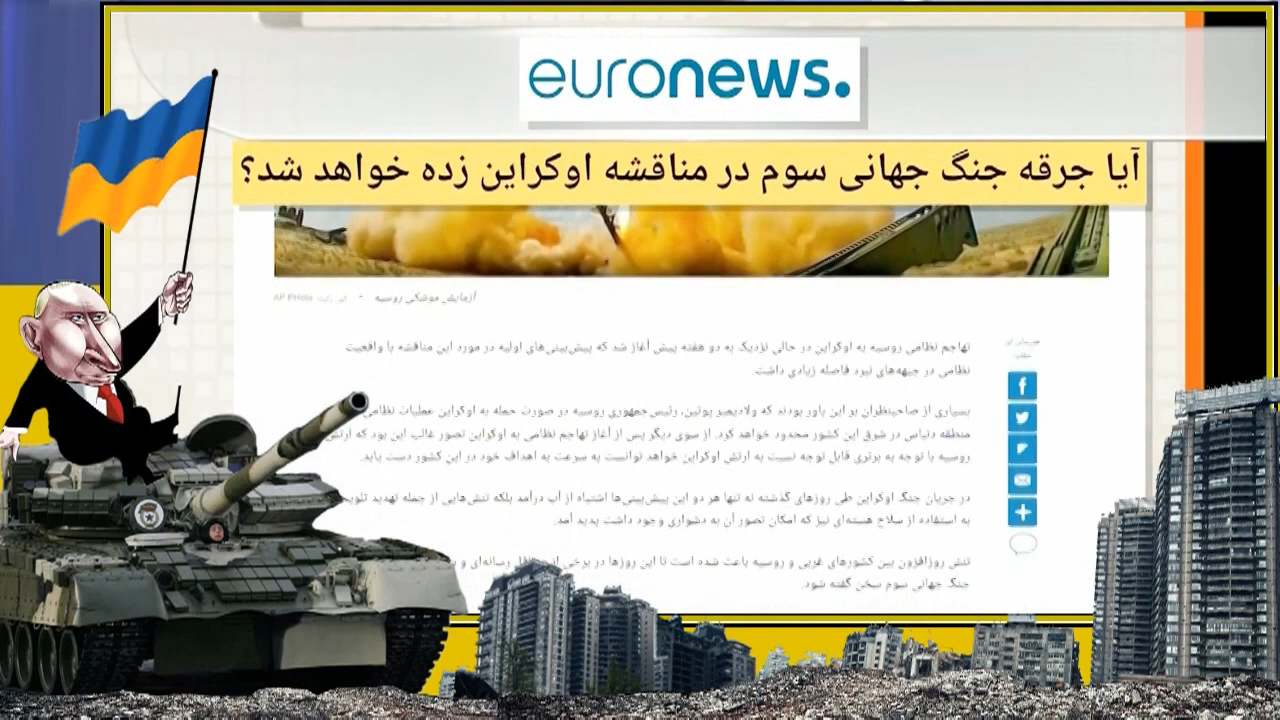 euronews.
آیا جرقه جنگ جهانی سوم در مناقشه اوکراین زده خواهد شد؟
آزمایش موشکی روسیه - کپی رایت AP Photo
تهاجم نظامی روسیه به اوکراین در حالی نزدیک به دو هفته پیش آغاز شد که پیش‌بینی‌های اولیه در مورد این مناقشه با واقعیت
نظامی در جبهه‌های نبرد فاصله زیادی داشت.
بسیاری از صاحبنظران بر این باور بودند که ولادیمیر پوتین، رئیس‌جمهوری روسیه در صورت حمله به اوکراین عملیات نظامی
منطقه دنباس در شرق این کشور محدود خواهد کرد. از سوی دیگر پس از آغاز تهاجم نظامی به اوکراین تصور غالب این بود که ارتش
روسیه با توجه به برتری قابل توجه نسبت به ارتش اوکراین خواهد توانست به سرعت به اهداف خود در این کشور دست یابد.
در جریان جنگ اوکراین طی روزهای گذشته نه تنها هر دو این پیش‌بینی‌ها اشتباه از آب درآمد بلکه تنش‌هایی از جمله تهدید
به استفاده از سلاح هسته‌ای نیز که امکان تصور آن به دشواری وجود داشت پدید آمد.
تنش روزافزون بین کشورهای غربی و روسیه باعث شده است تا این روزها در برخی از رسانه‌ای و
جنگ جهانی سوم سخن گفته شود.